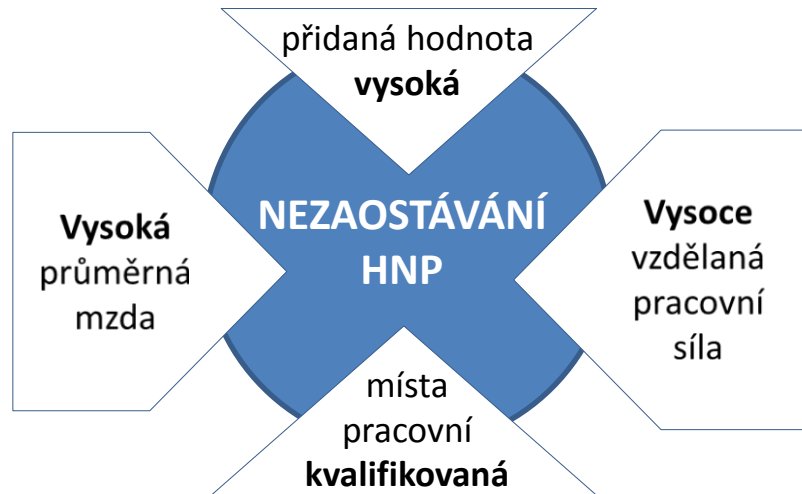 přidaná hodnota
vysoká
Vysoká
průměrná
mzda
NEZAOSTÁVÁNÍ
HNP
Vysoce
vzdělaná
pracovní
síla
místa
pracovní
kvalifikovaná